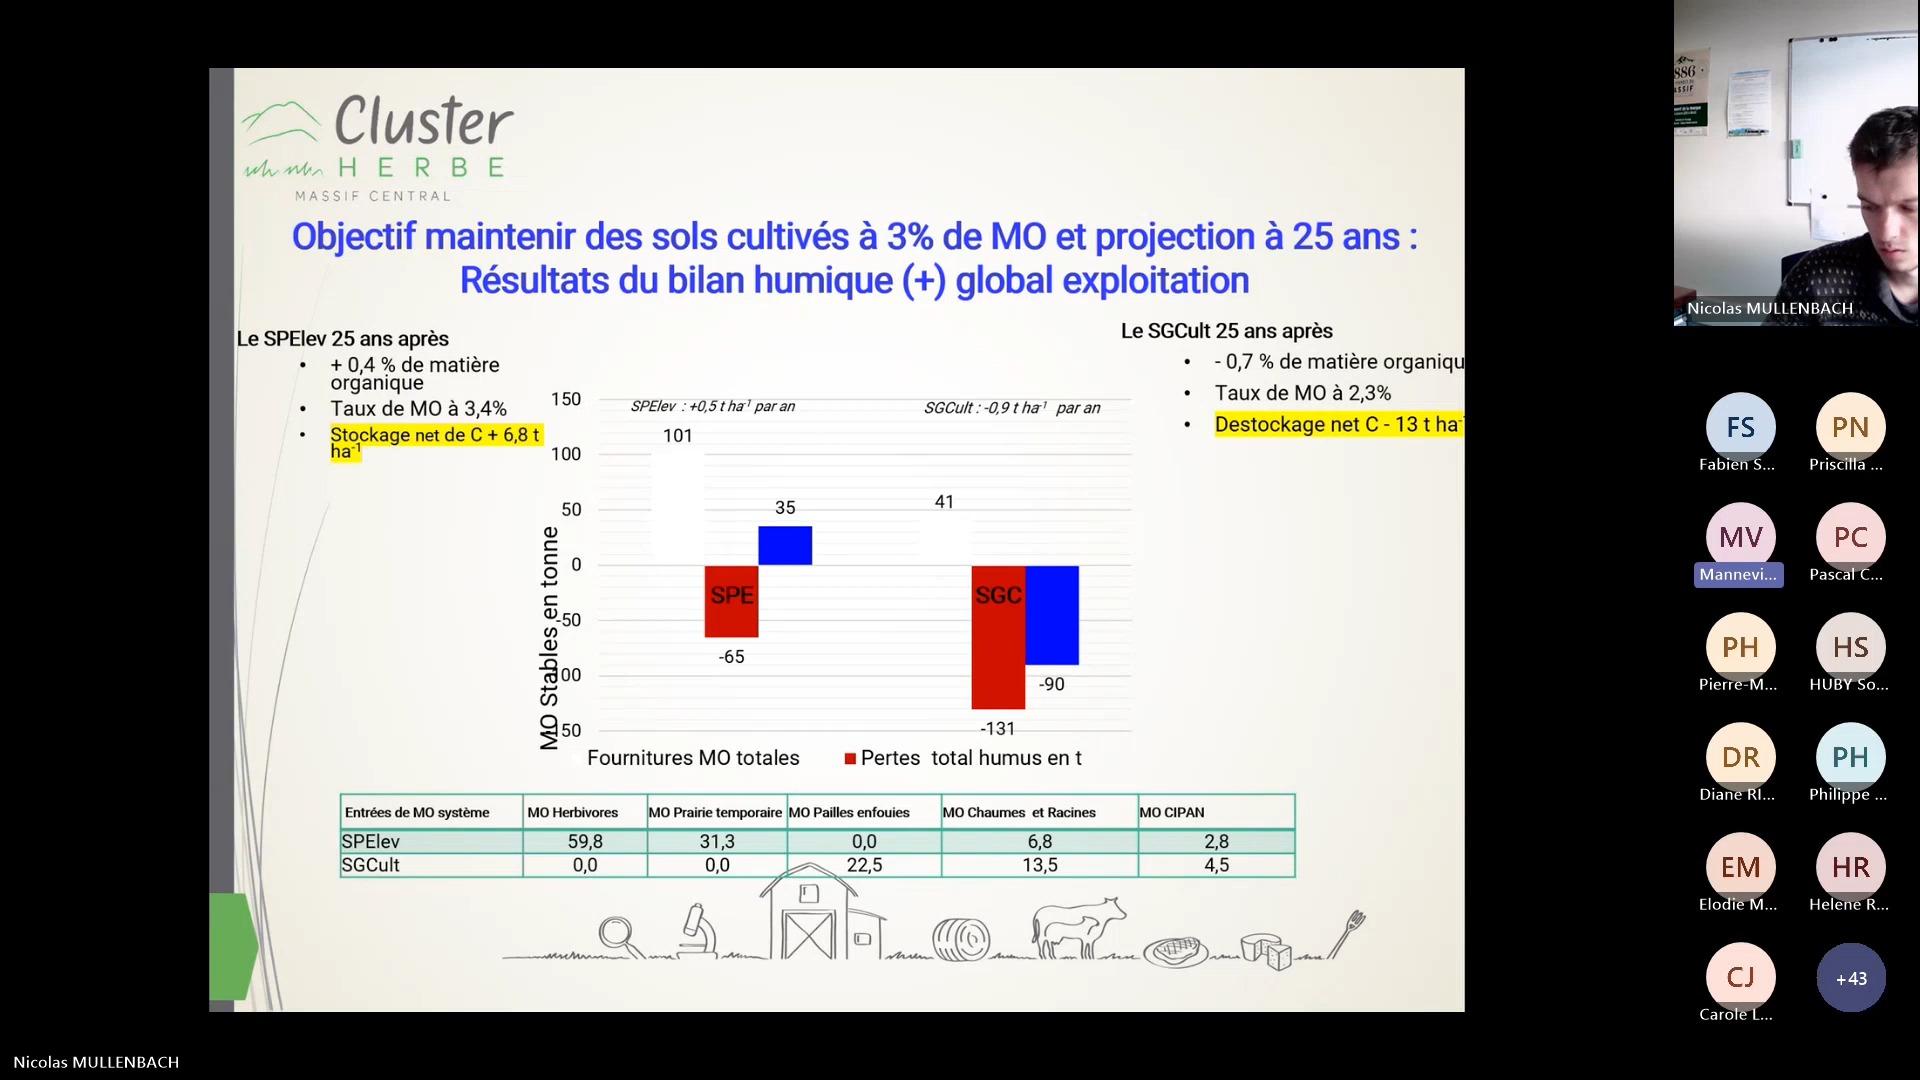 Cluster
HERBE
MASSIF CENTRAL
Objectif maintenir des sols cultivés à 3% de MO et projection à 25 ans :
Résultats du bilan humique (+) global exploitation
Le SPElev 25 ans après
• + 0,4 % de matière
organique
• Taux de MO à 3,4%
• Stockage net de C + 6,8 t
ha-1
Le SGCult 25 ans après
• - 0,7 % de matière organiqu
• Taux de MO à 2,3%
• Destockage net C - 13 t ha-
MO Stables en tonne
150
100
50
0
-50
100
150
SPElev : +0,5 t ha-1 par an
SGCult : -0,9 t ha-1 par an
101
35
41
SPE
SGC
-65
-90
-131
Fournitures MO totales
Pertes total humus en t
Entrées de MO système MO Herbivores MO Prairie temporaire MO Pailles enfouies MO Chaumes et Racines MO CIPAN
SPElev 59,8 31,3 0,0 6,8 2,8
SGCult 0,0 0,0 22,5 13,5 4,5
886
ASSIF
Nicolas MULLENBACH
FS PN
Fabien S... Priscilla ...
MV PC
Mannevi... Pascal C...
PH HS
Pierre-M... HUBY So...
DR PH
Diane RI... Philippe ...
EM HR
Elodie M... Helene R...
CJ +43
Carole L...
Nicolas MULLENBACH